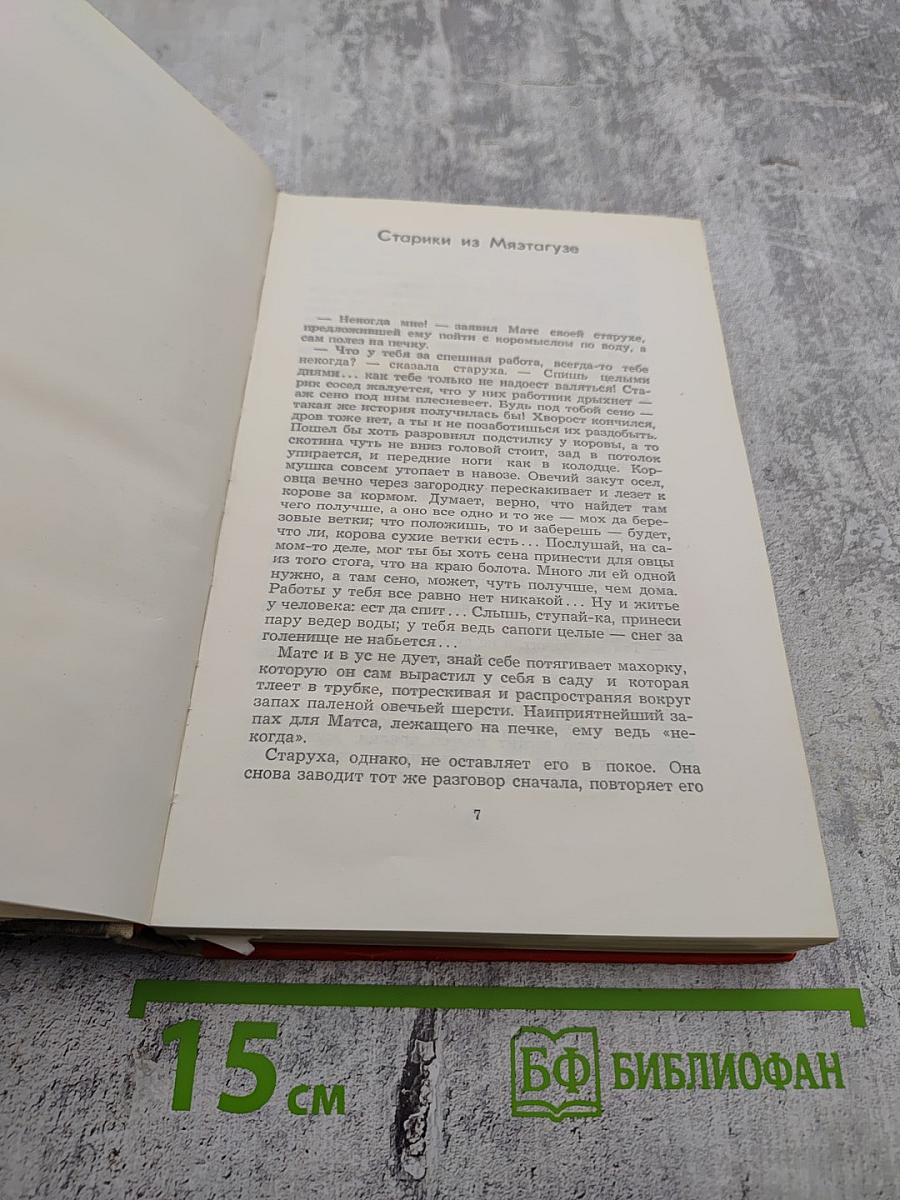 Старики из Мяэтагузе
— Некогда мне! — заявил Матс своей старухе,
предложившей ему пойти с коромыслом по воду, а
сам полез на печку.
— Что у тебя за спешная работа, всегда-то тебе
некогда? — сказала старуха. — Спишь целыми
днями... как тебе только не надоест валяться! Ста-
рик сосед жалуется, что у них работник дрыхнет —
аж сено под ним плесневеет. Будь под тобой сено —
такая же история получилась бы! Хворост кончился,
дров тоже нет, а ты и не позаботишься их раздобыть.
Пошел бы хоть разровнял подстилку у коровы, а то
скотина чуть не вниз головой стоит, зад в потолок
упирается, и передние ноги как в колодце. Кор-
мушка совсем утопает в навозе. Овечий закут осел,
овца вечно через загородку перескакивает и лезет к
корове за кормом. Думает, верно, что найдет там
чего получше, а оно все одно и то же — мох да бере-
зовые ветки; что положишь, то и заберешь — будет,
что ли, корова сухие ветки есть... Послушай, на са-
мом-то деле, мог ты бы хоть сена принести для овцы
из того стога, что на краю болота. Много ли ей одной
нужно, а там сено, может, чуть получше, чем дома.
Работы у тебя все равно нет никакой... Ну и житье
у человека: ест да спит... Слышь, ступай-ка, принеси
пару ведер воды; у тебя ведь сапоги целые — снег за
голенище не набьется...
Матс и в ус не дует, знай себе потягивает махорку,
которую он сам вырастил у себя в саду и которая
тлеет в трубке, потрескивая и распространяя вокруг
запах паленой овечьей шерсти. Наиприятнейший за-
пах для Матса, лежащего на печке, ему ведь «не-
когда».
Старуха, однако, не оставляет его в покое. Она
снова заводит тот же разговор сначала, повторяет его
7
15 см
БФ БИБЛИОФАН